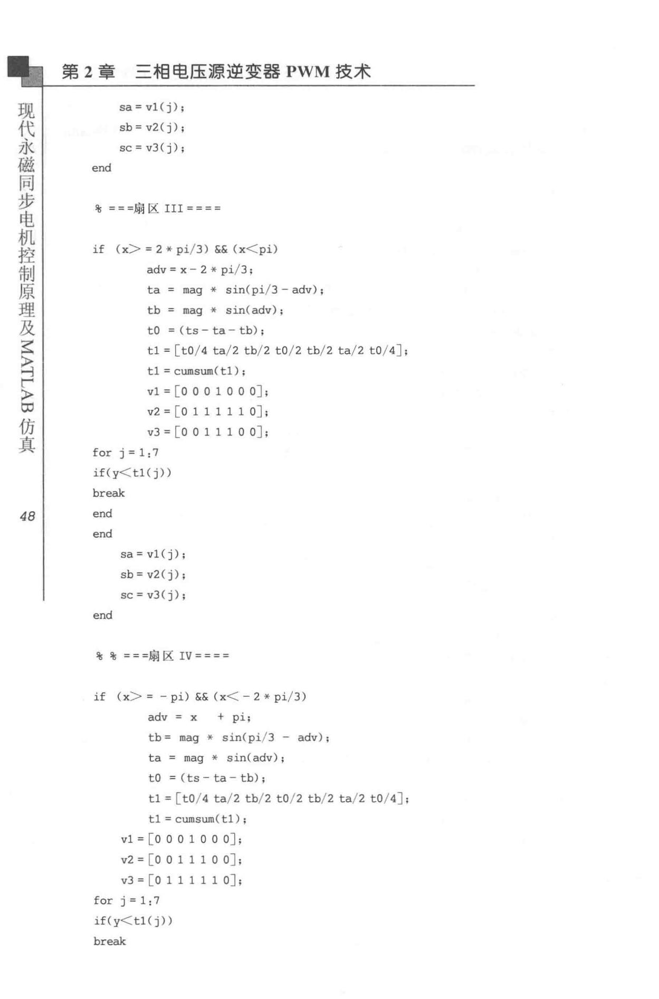 第 2 章 三相电压源逆变器 PWM 技术
现代永磁同步电机控制原理及MATLAB仿真
48
sa = v1(j);
sb = v2(j);
sc = v3(j);
end
% ===扇区 III====
if (x>=2*pi/3) && (x<pi)
adv = x - 2 * pi/3;
ta = mag * sin(pi/3 - adv);
tb = mag * sin(adv);
t0 = (ts - ta - tb);
t1 = [t0/4 ta/2 tb/2 t0/2 tb/2 ta/2 t0/4];
t1 = cumsum(t1);
v1 = [0 0 0 1 0 0 0];
v2 = [0 1 1 1 1 1 0];
v3 = [0 0 1 1 1 0 0];
for j = 1:7
if(y<t1(j))
break
end
end
sa = v1(j);
sb = v2(j);
sc = v3(j);
end
% % ===扇区 IV====
if (x>= - pi) && (x< - 2 * pi/3)
adv = x + pi;
tb = mag * sin(pi/3 - adv);
ta = mag * sin(adv);
t0 = (ts - ta - tb);
t1 = [t0/4 ta/2 tb/2 t0/2 tb/2 ta/2 t0/4];
t1 = cumsum(t1);
v1 = [0 0 0 1 0 0 0];
v2 = [0 0 1 1 1 0 0];
v3 = [0 1 1 1 1 1 0];
for j = 1:7
if(y<t1(j))
break